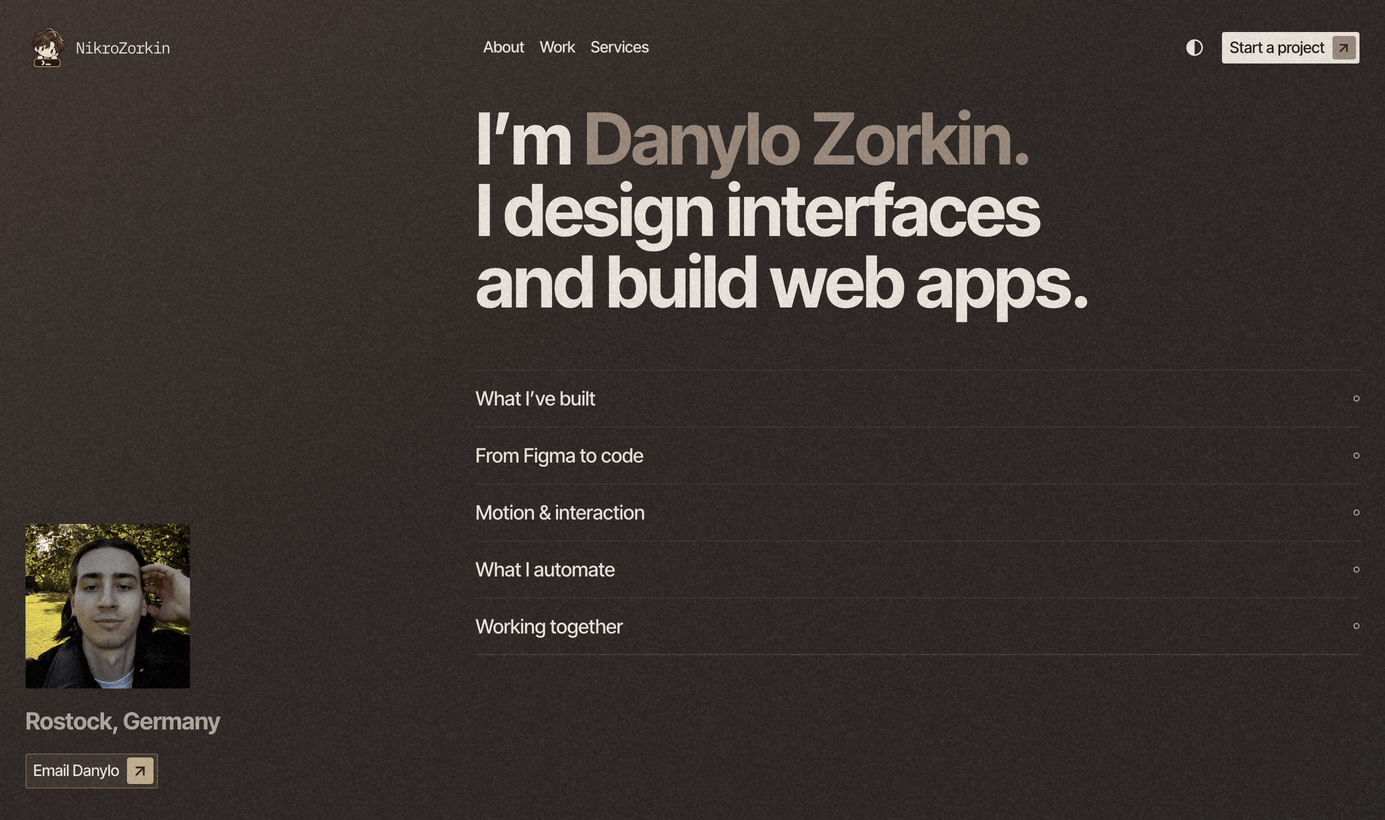 NikroZorkin
About Work Services
Start a project
I’m Danylo Zorkin.
I design interfaces
and build web apps.
What I’ve built
From Figma to code
Motion & interaction
What I automate
Working together
Rostock, Germany
Email Danylo